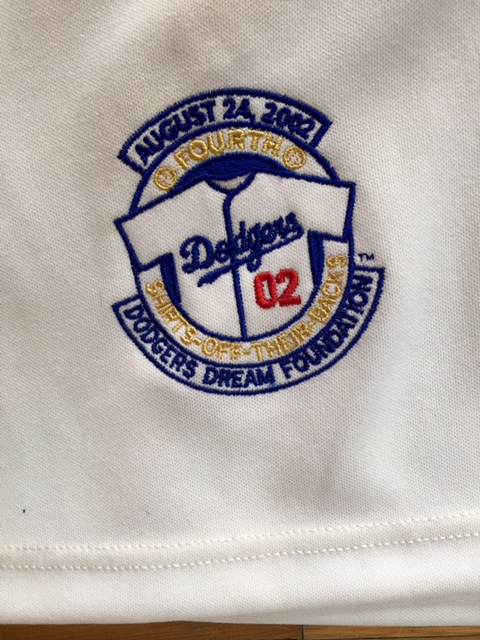 AUGUST 24, 2002
FOURTH
Dodgers
02
SHIRTS-OFF-THEIR-BACKS
DODGERS DREAM FOUNDATION
TM